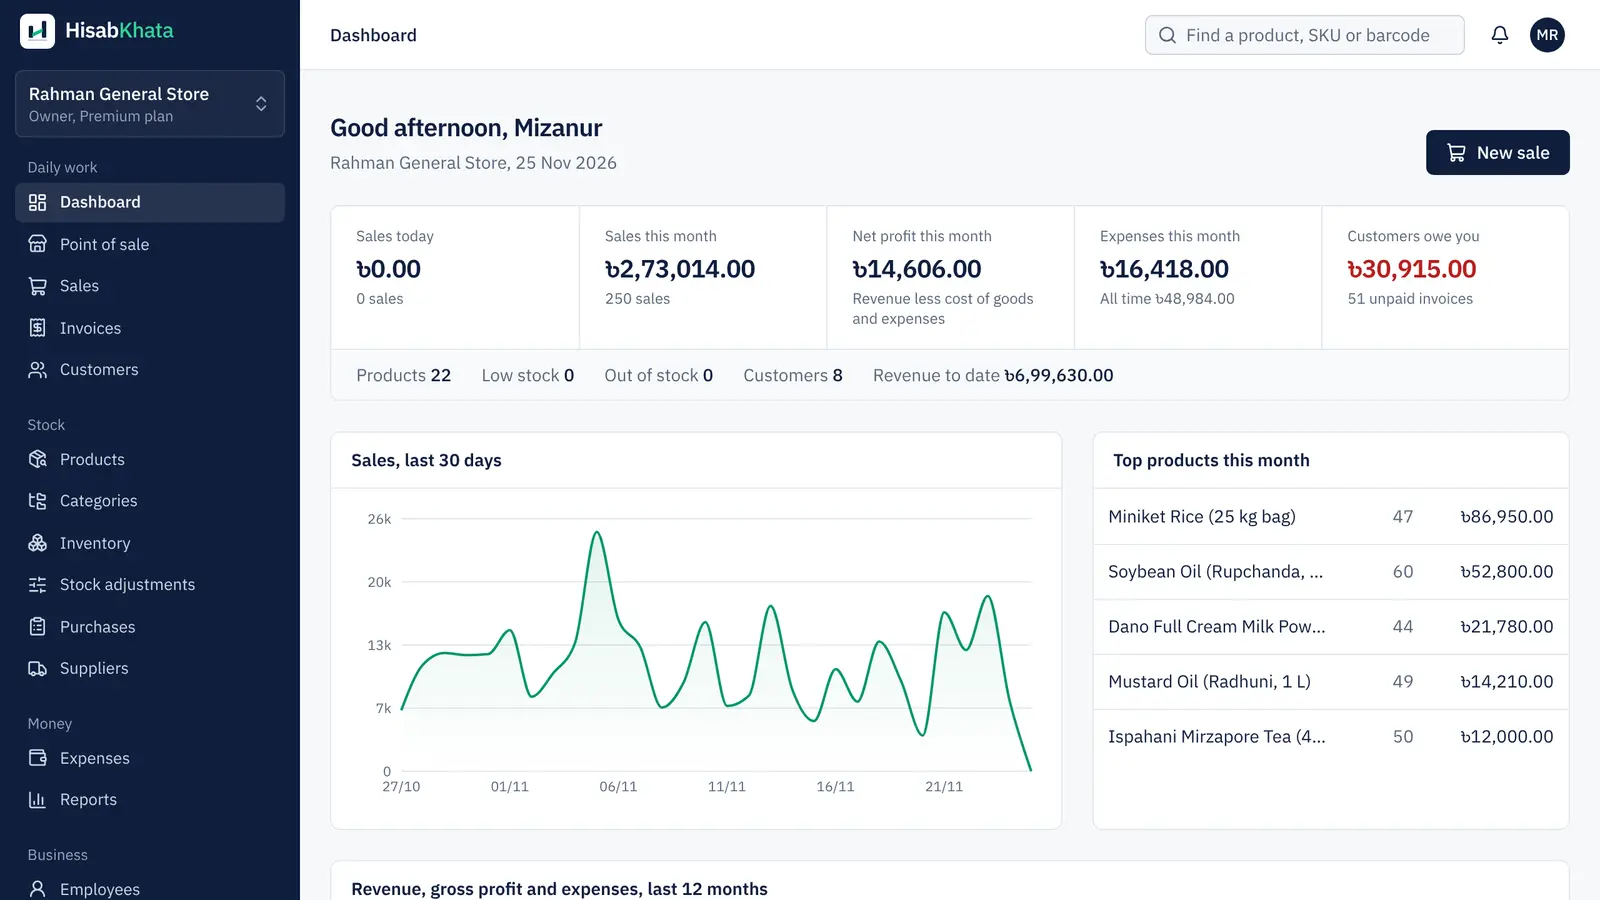 HisabKhata
Rahman General Store
Owner, Premium plan
Daily work
Dashboard
Point of sale
Sales
Invoices
Customers
Stock
Products
Categories
Inventory
Stock adjustments
Purchases
Suppliers
Money
Expenses
Reports
Business
Employees
Dashboard
Find a product, SKU or barcode
MR
Good afternoon, Mizanur
Rahman General Store, 25 Nov 2026
New sale
Sales today
৳0.00
0 sales
Sales this month
৳2,73,014.00
250 sales
Net profit this month
৳14,606.00
Revenue less cost of goods
and expenses
Expenses this month
৳16,418.00
All time ৳48,984.00
Customers owe you
৳30,915.00
51 unpaid invoices
Products 22 Low stock 0 Out of stock 0 Customers 8 Revenue to date ৳6,99,630.00
Sales, last 30 days
26k
20k
13k
7k
0
27/10 01/11 06/11 11/11 16/11 21/11
Top products this month
Miniket Rice (25 kg bag) 47 ৳86,950.00
Soybean Oil (Rupchanda, ... 60 ৳52,800.00
Dano Full Cream Milk Pow... 44 ৳21,780.00
Mustard Oil (Radhuni, 1 L) 49 ৳14,210.00
Ispahani Mirzapore Tea (4... 50 ৳12,000.00
Revenue, gross profit and expenses, last 12 months